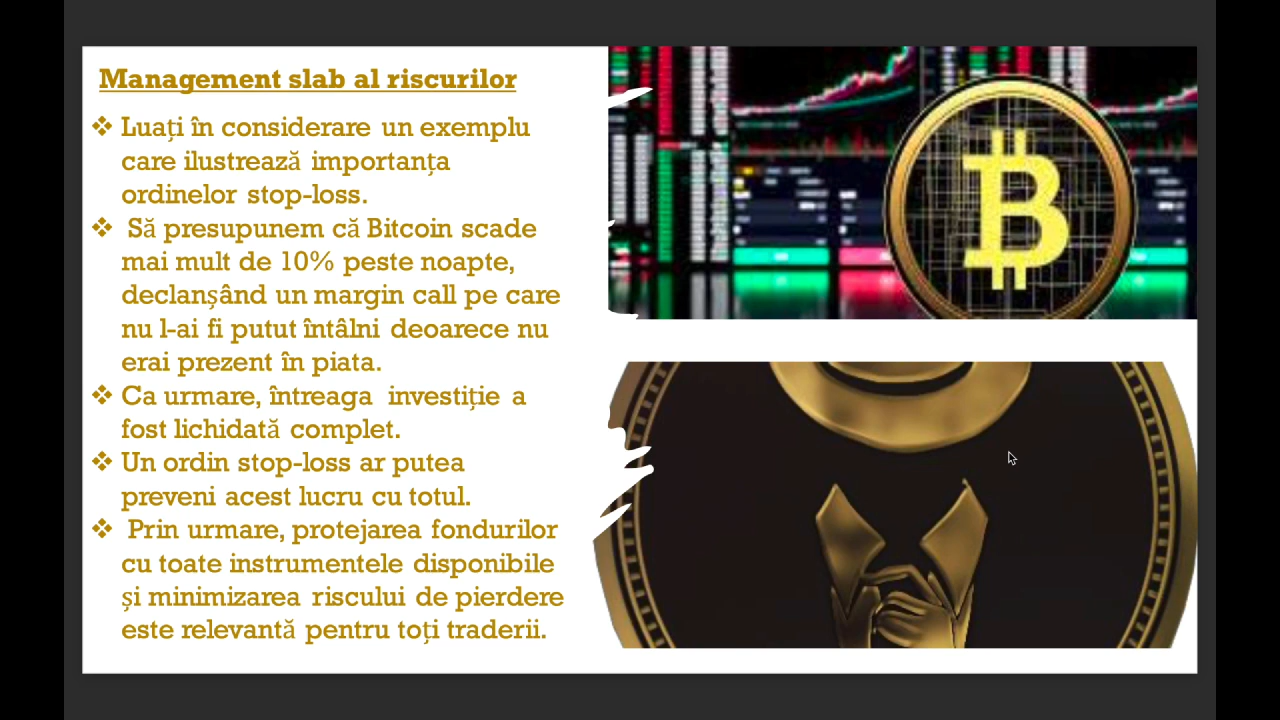 Management slab al riscurilor
❖ Luați în considerare un exemplu
care ilustrează importanța
ordinelor stop-loss.
❖ Să presupunem că Bitcoin scade
mai mult de 10% peste noapte,
declanșând un margin call pe care
nu l-ai fi putut întâlni deoarece nu
erai prezent în piata.
❖ Ca urmare, întreaga investiție a
fost lichidată complet.
❖ Un ordin stop-loss ar putea
preveni acest lucru cu totul.
❖ Prin urmare, protejarea fondurilor
cu toate instrumentele disponibile
și minimizarea riscului de pierdere
este relevantă pentru toți traderii.